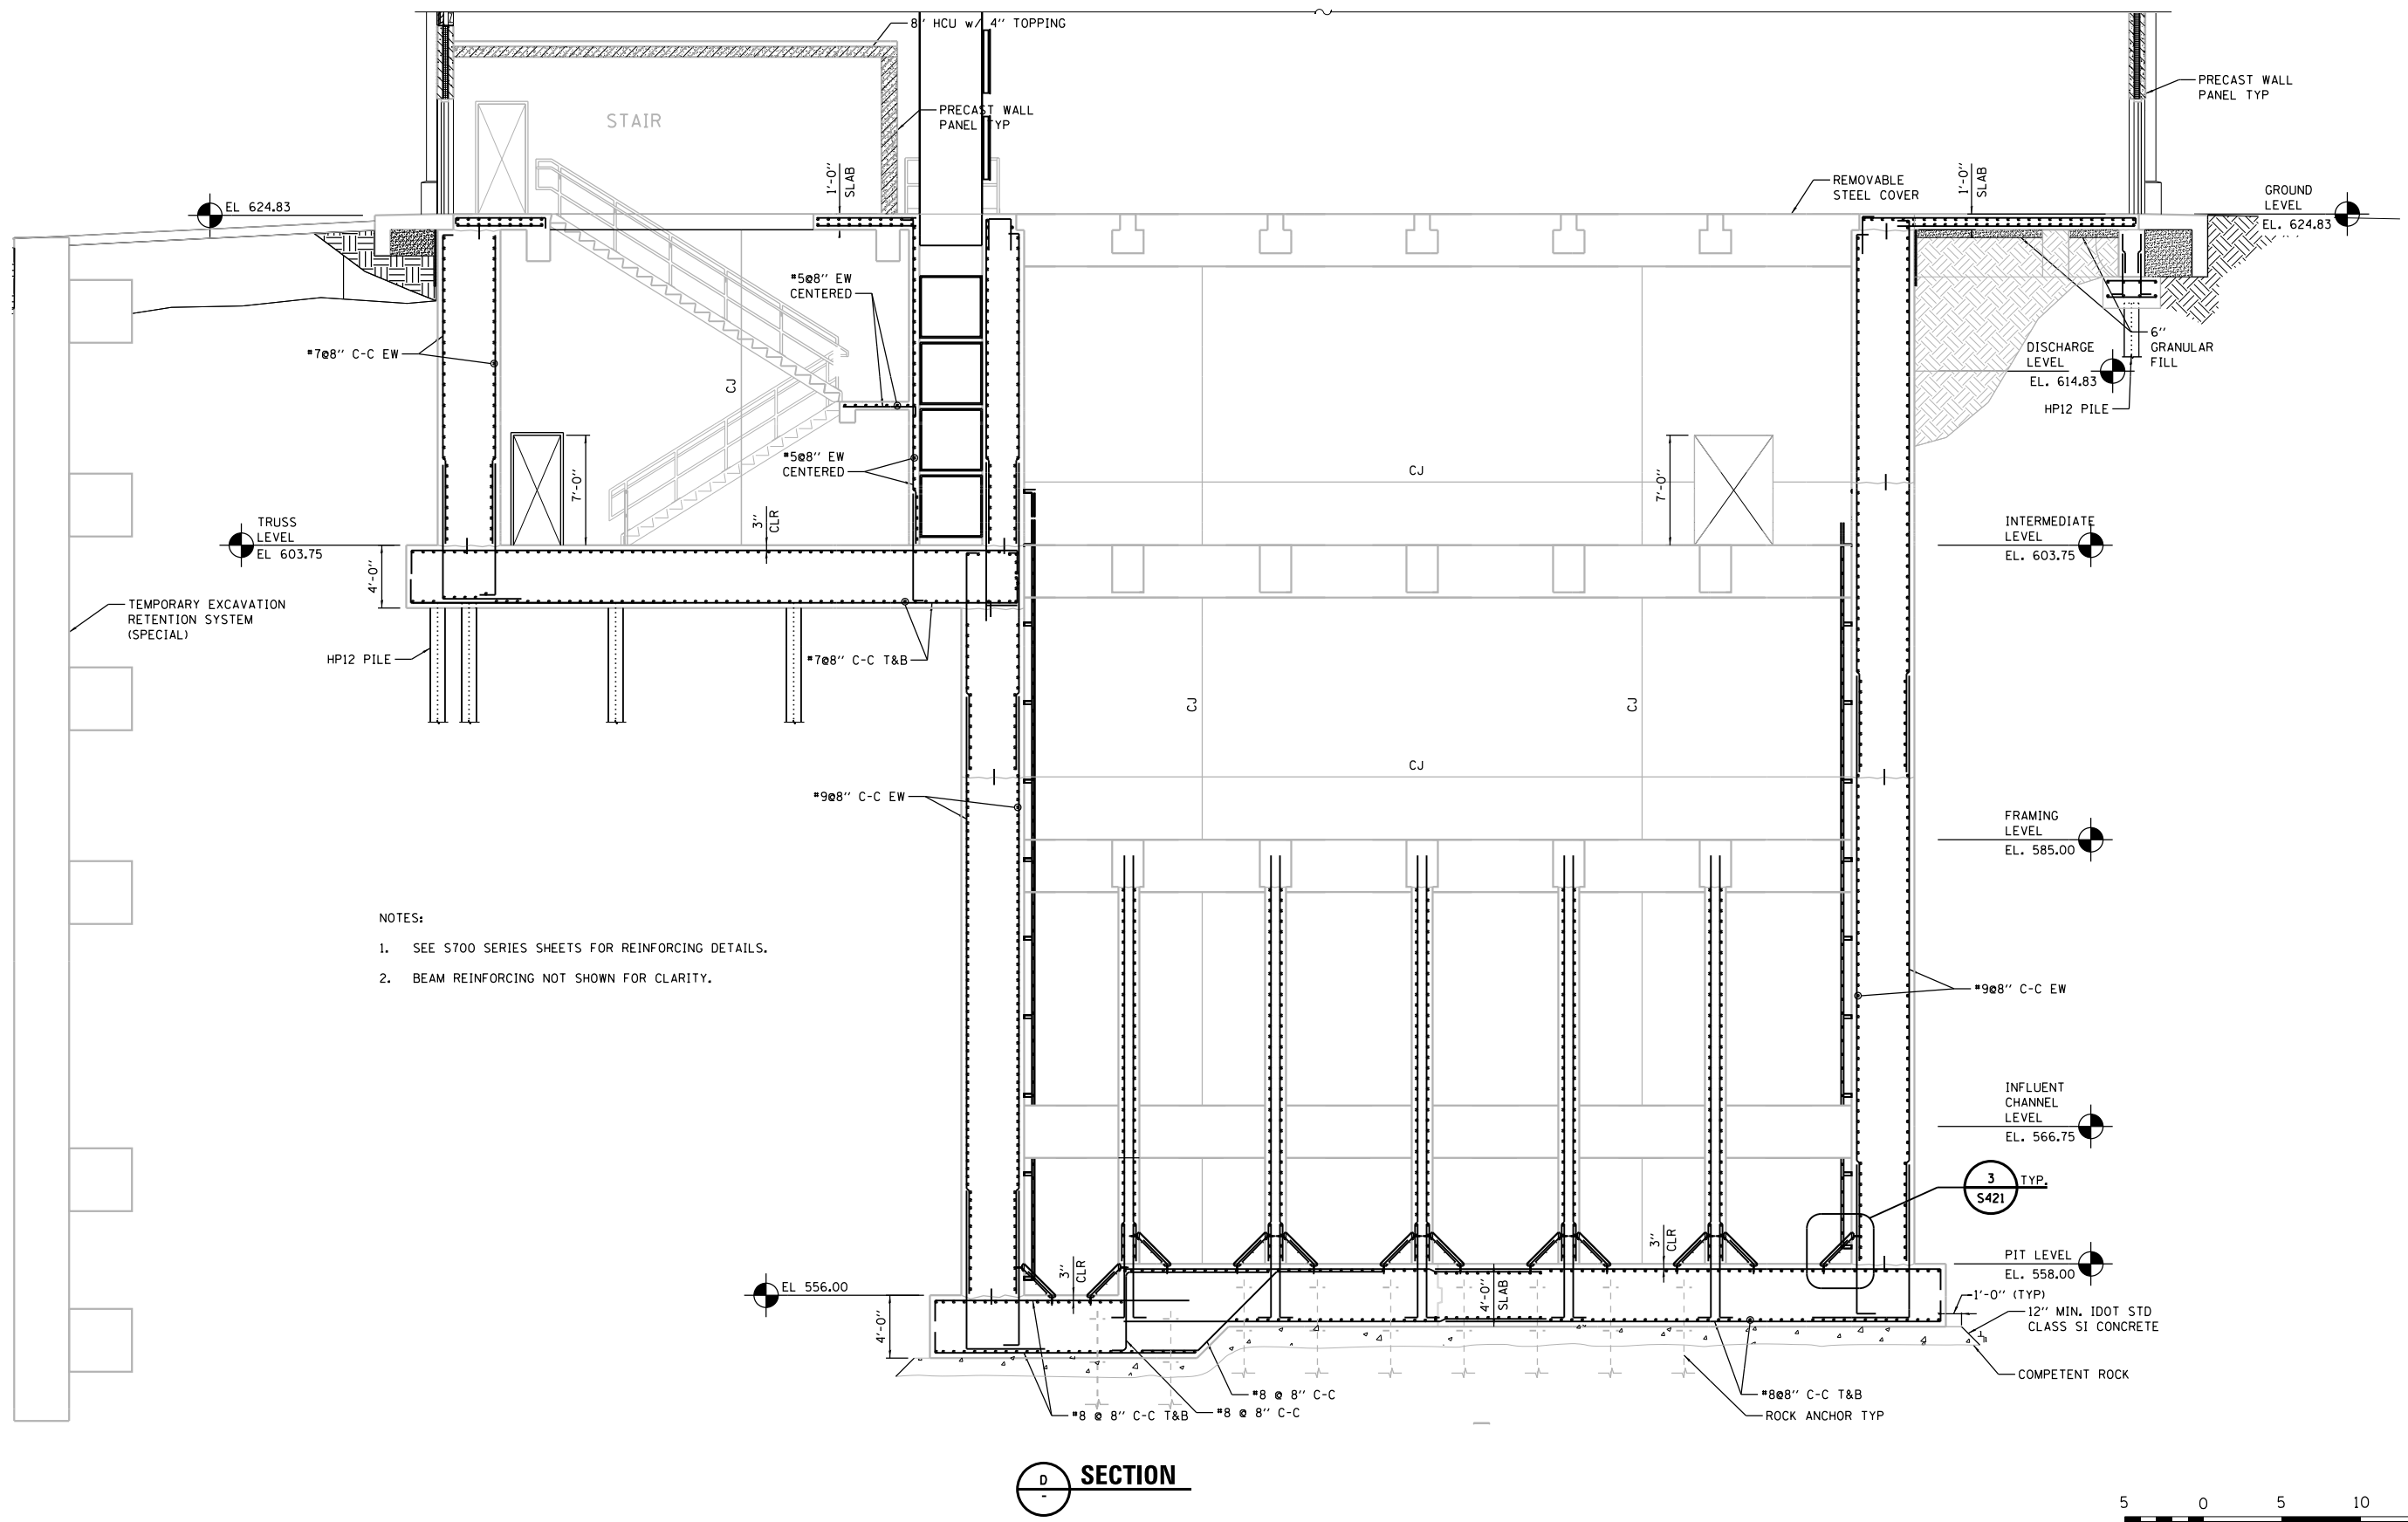 8" HCU w/ 4" TOPPING
PRECAST WALL
PANEL TYP
STAIR
PRECAST WALL
PANEL TYP
1'-0"
SLAB
REMOVABLE
STEEL COVER
1'-0"
SLAB
GROUND
LEVEL
EL. 624.83
EL 624.83
#5@8" EW
CENTERED
#7@8" C-C EW
CJ
6"
GRANULAR
FILL
DISCHARGE
LEVEL
EL. 614.83
HP12 PILE
#5@8" EW
CENTERED
7'-0"
CJ
7'-0"
3"
CLR
TRUSS
LEVEL
EL 603.75
4'-0"
INTERMEDIATE
LEVEL
EL. 603.75
TEMPORARY EXCAVATION
RETENTION SYSTEM
(SPECIAL)
HP12 PILE
#7@8" C-C T&B
CJ
CJ
CJ
#9@8" C-C EW
FRAMING
LEVEL
EL. 585.00
NOTES:
1. SEE S700 SERIES SHEETS FOR REINFORCING DETAILS.
2. BEAM REINFORCING NOT SHOWN FOR CLARITY.
#9@8" C-C EW
INFLUENT
CHANNEL
LEVEL
EL. 566.75
3
S421
TYP.
3"
CLR
3"
CLR
PIT LEVEL
EL. 558.00
EL 556.00
4'-0"
4'-0"
SLAB
1'-0" (TYP)
12" MIN. IDOT STD
CLASS SI CONCRETE
COMPETENT ROCK
#8 @ 8" C-C
#8@8" C-C T&B
#8 @ 8" C-C T&B
#8 @ 8" C-C
ROCK ANCHOR TYP
D
-
SECTION
5 0 5 10